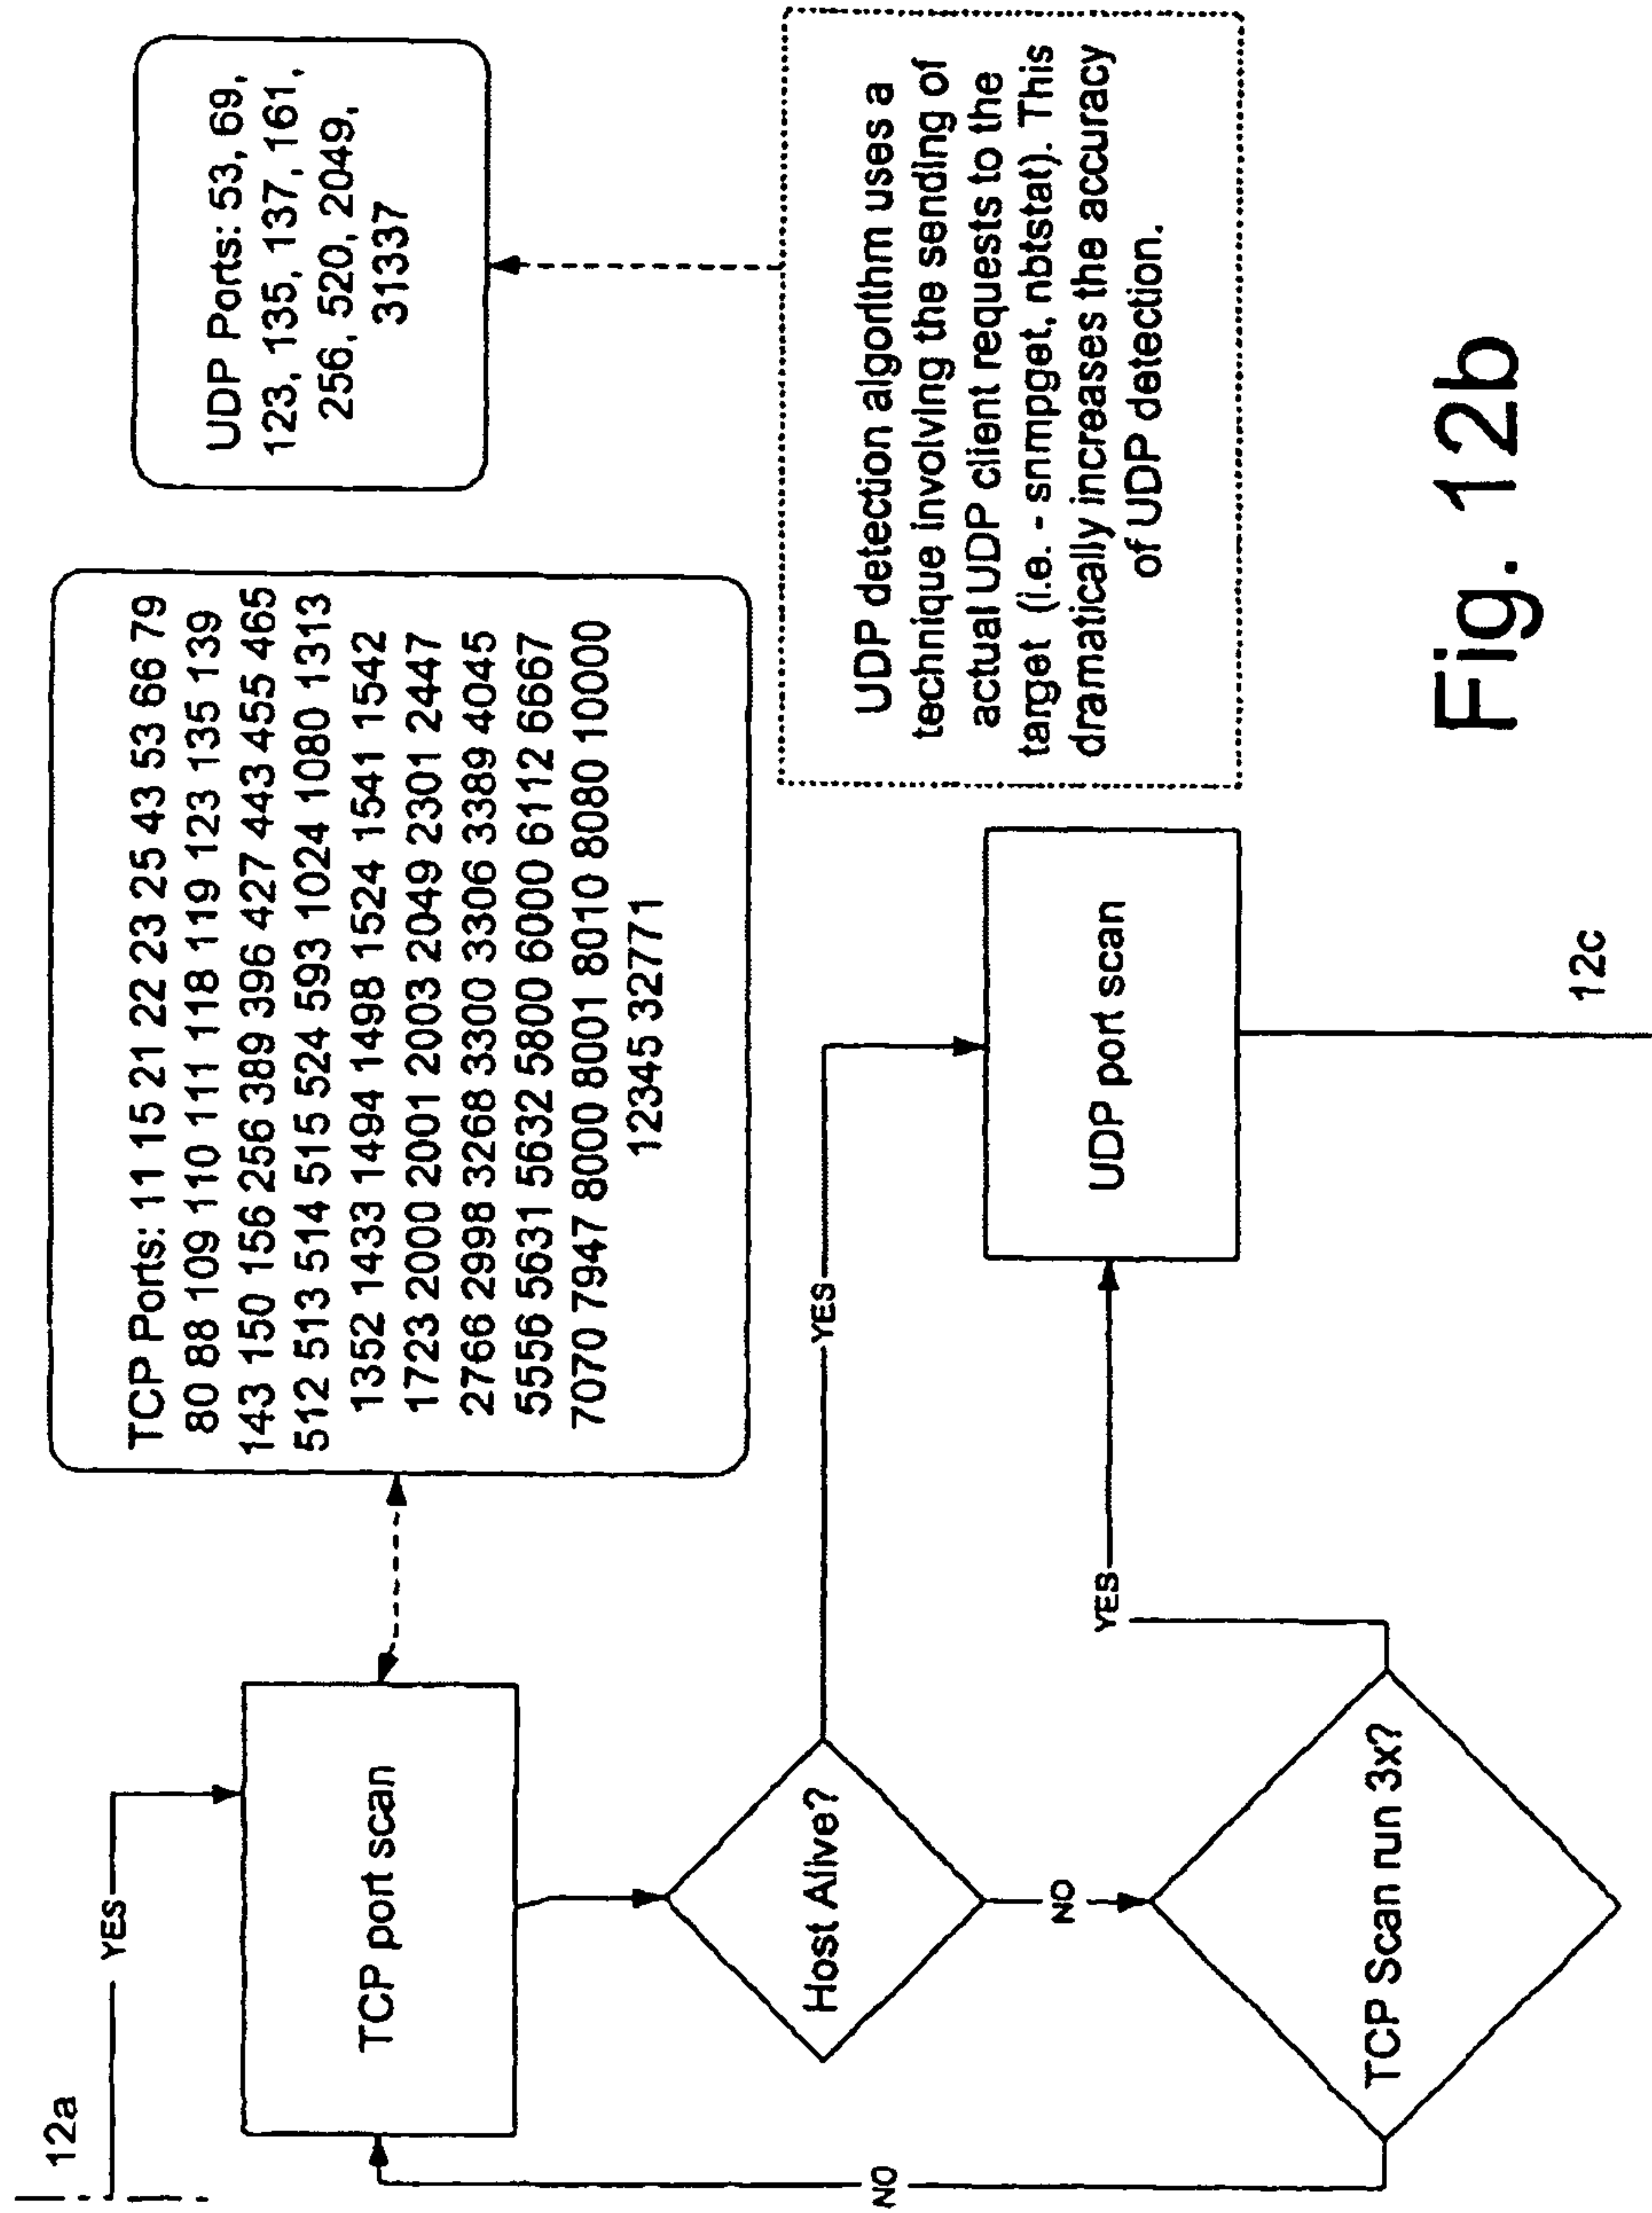 12a
YES
TCP port scan
TCP Ports: 11 15 21 22 23 25 43 53 66 79
80 88 109 110 111 118 119 123 135 139
143 150 156 256 389 396 427 443 455 465
512 513 514 515 524 593 1024 1080 1313
1352 1433 1494 1498 1524 1541 1542
1723 2000 2001 2003 2049 2301 2447
2766 2998 3268 3300 3306 3389 4045
5556 5631 5632 5800 6000 6112 6667
7070 7947 8000 8001 8010 8080 10000
12345 32771
UDP Ports: 53, 69,
123, 135, 137, 161,
256, 520, 2049,
31337
Host Alive?
YES
NO
NO
TCP Scan run 3x?
YES
UDP port scan
UDP detection algorithm uses a
technique involving the sending of
actual UDP client requests to the
target (i.e. - snmpget, nbtstat). This
dramatically increases the accuracy
of UDP detection.
12c
Fig. 12b